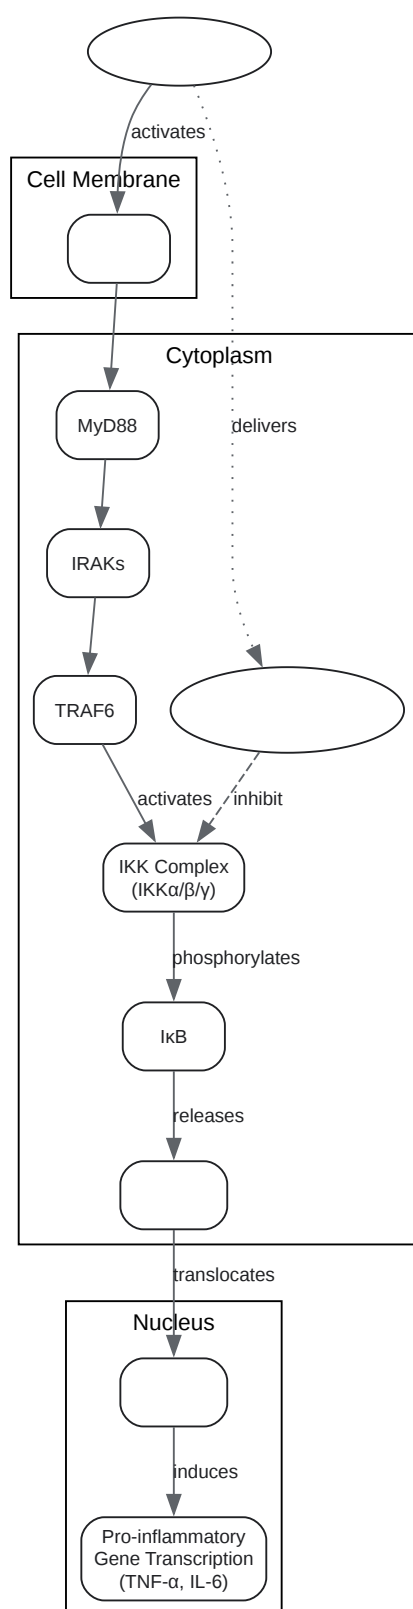 activates
Cell Membrane
Cytoplasm
MyD88
delivers
IRAKs
TRAF6
activates
inhibit
IKK Complex
(IKKα/β/γ)
phosphorylates
IκB
releases
translocates
Nucleus
induces
Pro-inflammatory
Gene Transcription
(TNF-α, IL-6)